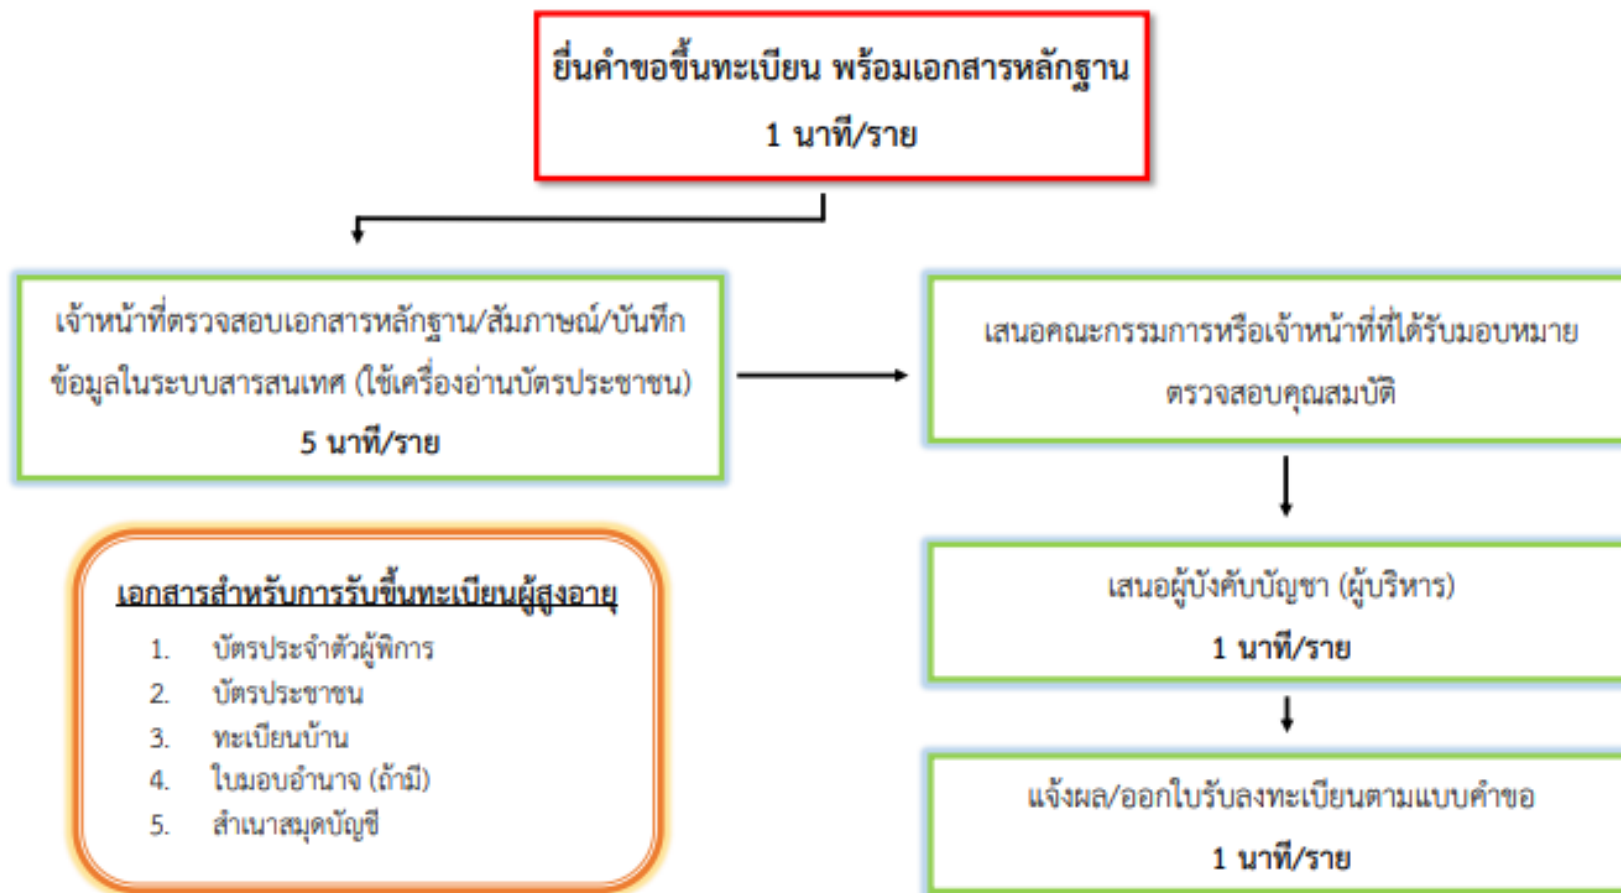 ยื่นคำขอขึ้นทะเบียน พร้อมเอกสารหลักฐาน
1 นาที/ราย
เจ้าหน้าที่ตรวจสอบเอกสารหลักฐาน/สัมภาษณ์/บันทึก
ข้อมูลในระบบสารสนเทศ (ใช้เครื่องอ่านบัตรประชาชน)
5 นาที/ราย
เสนอคณะกรรมการหรือเจ้าหน้าที่ที่ได้รับมอบหมาย
ตรวจสอบคุณสมบัติ
เสนอผู้บังคับบัญชา (ผู้บริหาร)
1 นาที/ราย
แจ้งผล/ออกใบรับลงทะเบียนตามแบบคำขอ
1 นาที/ราย
เอกสารสำหรับการรับขึ้นทะเบียนผู้สูงอายุ
1. บัตรประจำตัวผู้พิการ
2. บัตรประชาชน
3. ทะเบียนบ้าน
4. ใบมอบอำนาจ (ถ้ามี)
5. สำเนาสมุดบัญชี